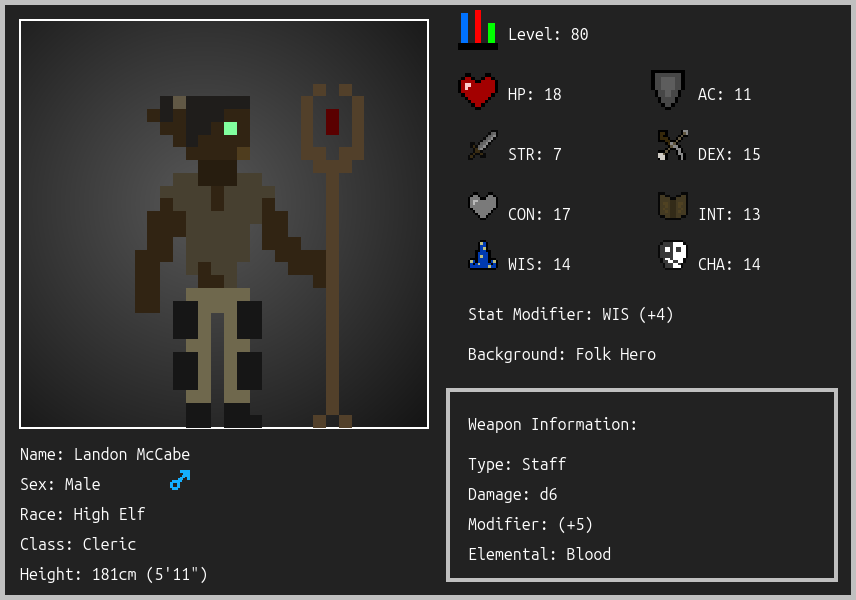 Level: 80
HP: 18
AC: 11
STR: 7
DEX: 15
CON: 17
INT: 13
WIS: 14
CHA: 14
Stat Modifier: WIS (+4)
Background: Folk Hero
Weapon Information:
Type: Staff
Damage: d6
Modifier: (+5)
Elemental: Blood
Name: Landon McCabe
Sex: Male
Race: High Elf
Class: Cleric
Height: 181cm (5'11")